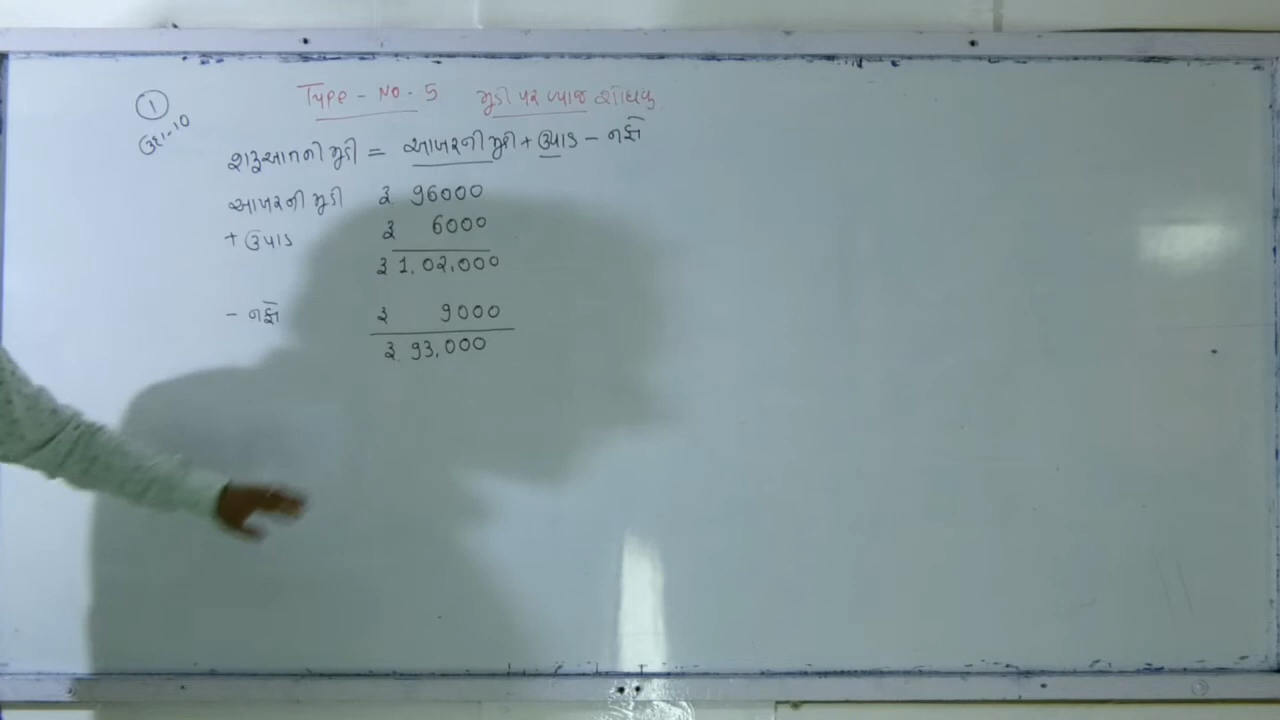 Type - No - 5 મુડી પર વ્યાજ શોધવુ
①
ઉદા-10
શરૂઆતની મુડી = આખરની મુડી + ઉપાડ - નફો
આખરની મુડી રૂ. 96000
+ ઉપાડ રૂ 6000
રૂ 1,02,000
- નફો રૂ 9000
રૂ. 93,000